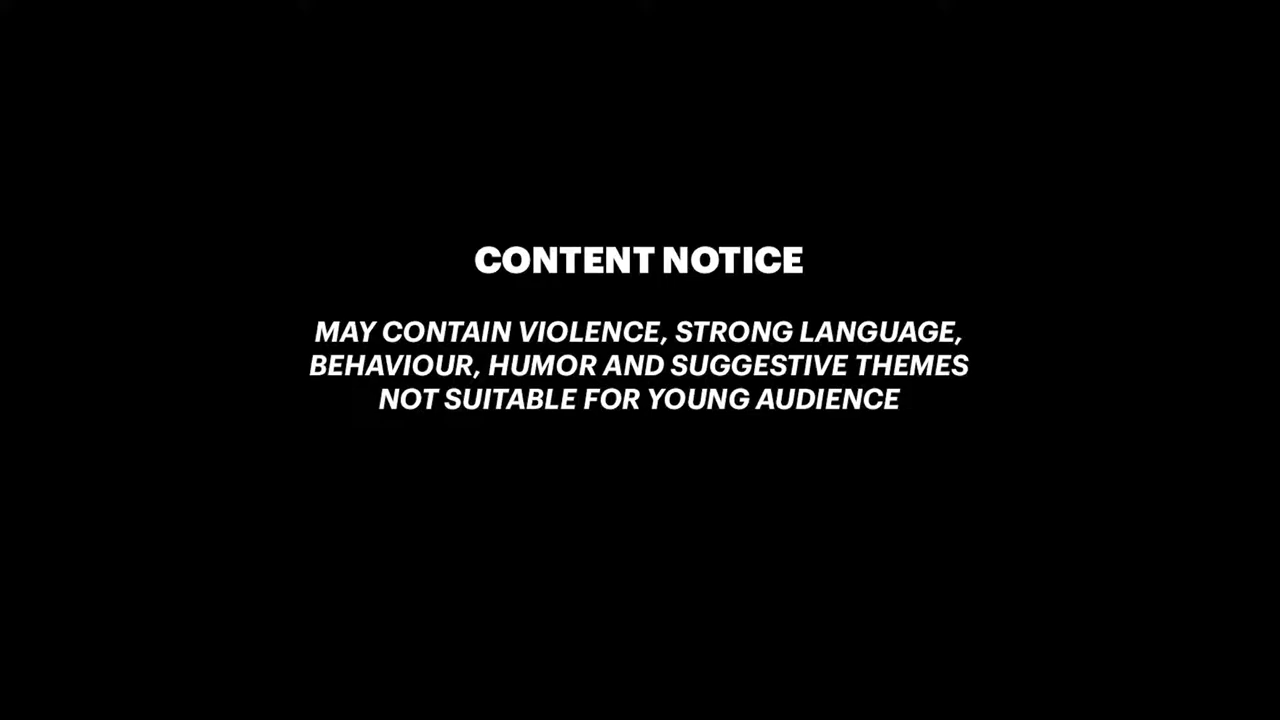 CONTENT NOTICE
MAY CONTAIN VIOLENCE, STRONG LANGUAGE,
BEHAVIOUR, HUMOR AND SUGGESTIVE THEMES
NOT SUITABLE FOR YOUNG AUDIENCE